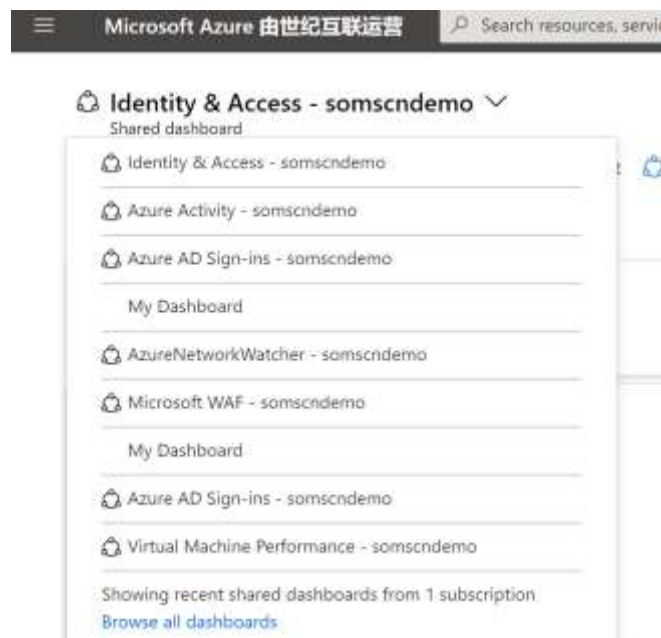 Microsoft Azure 由世纪互联运营
Search resources, servi
Identity & Access - somscndemo
Shared dashboard
Identity & Access - somscndemo
Azure Activity - somscndemo
Azure AD Sign-ins - somscndemo
My Dashboard
AzureNetworkWatcher - somscndemo
Microsoft WAF - somscndemo
My Dashboard
Azure AD Sign-ins - somscndemo
Virtual Machine Performance - somscndemo
Showing recent shared dashboards from 1 subscription
Browse all dashboards